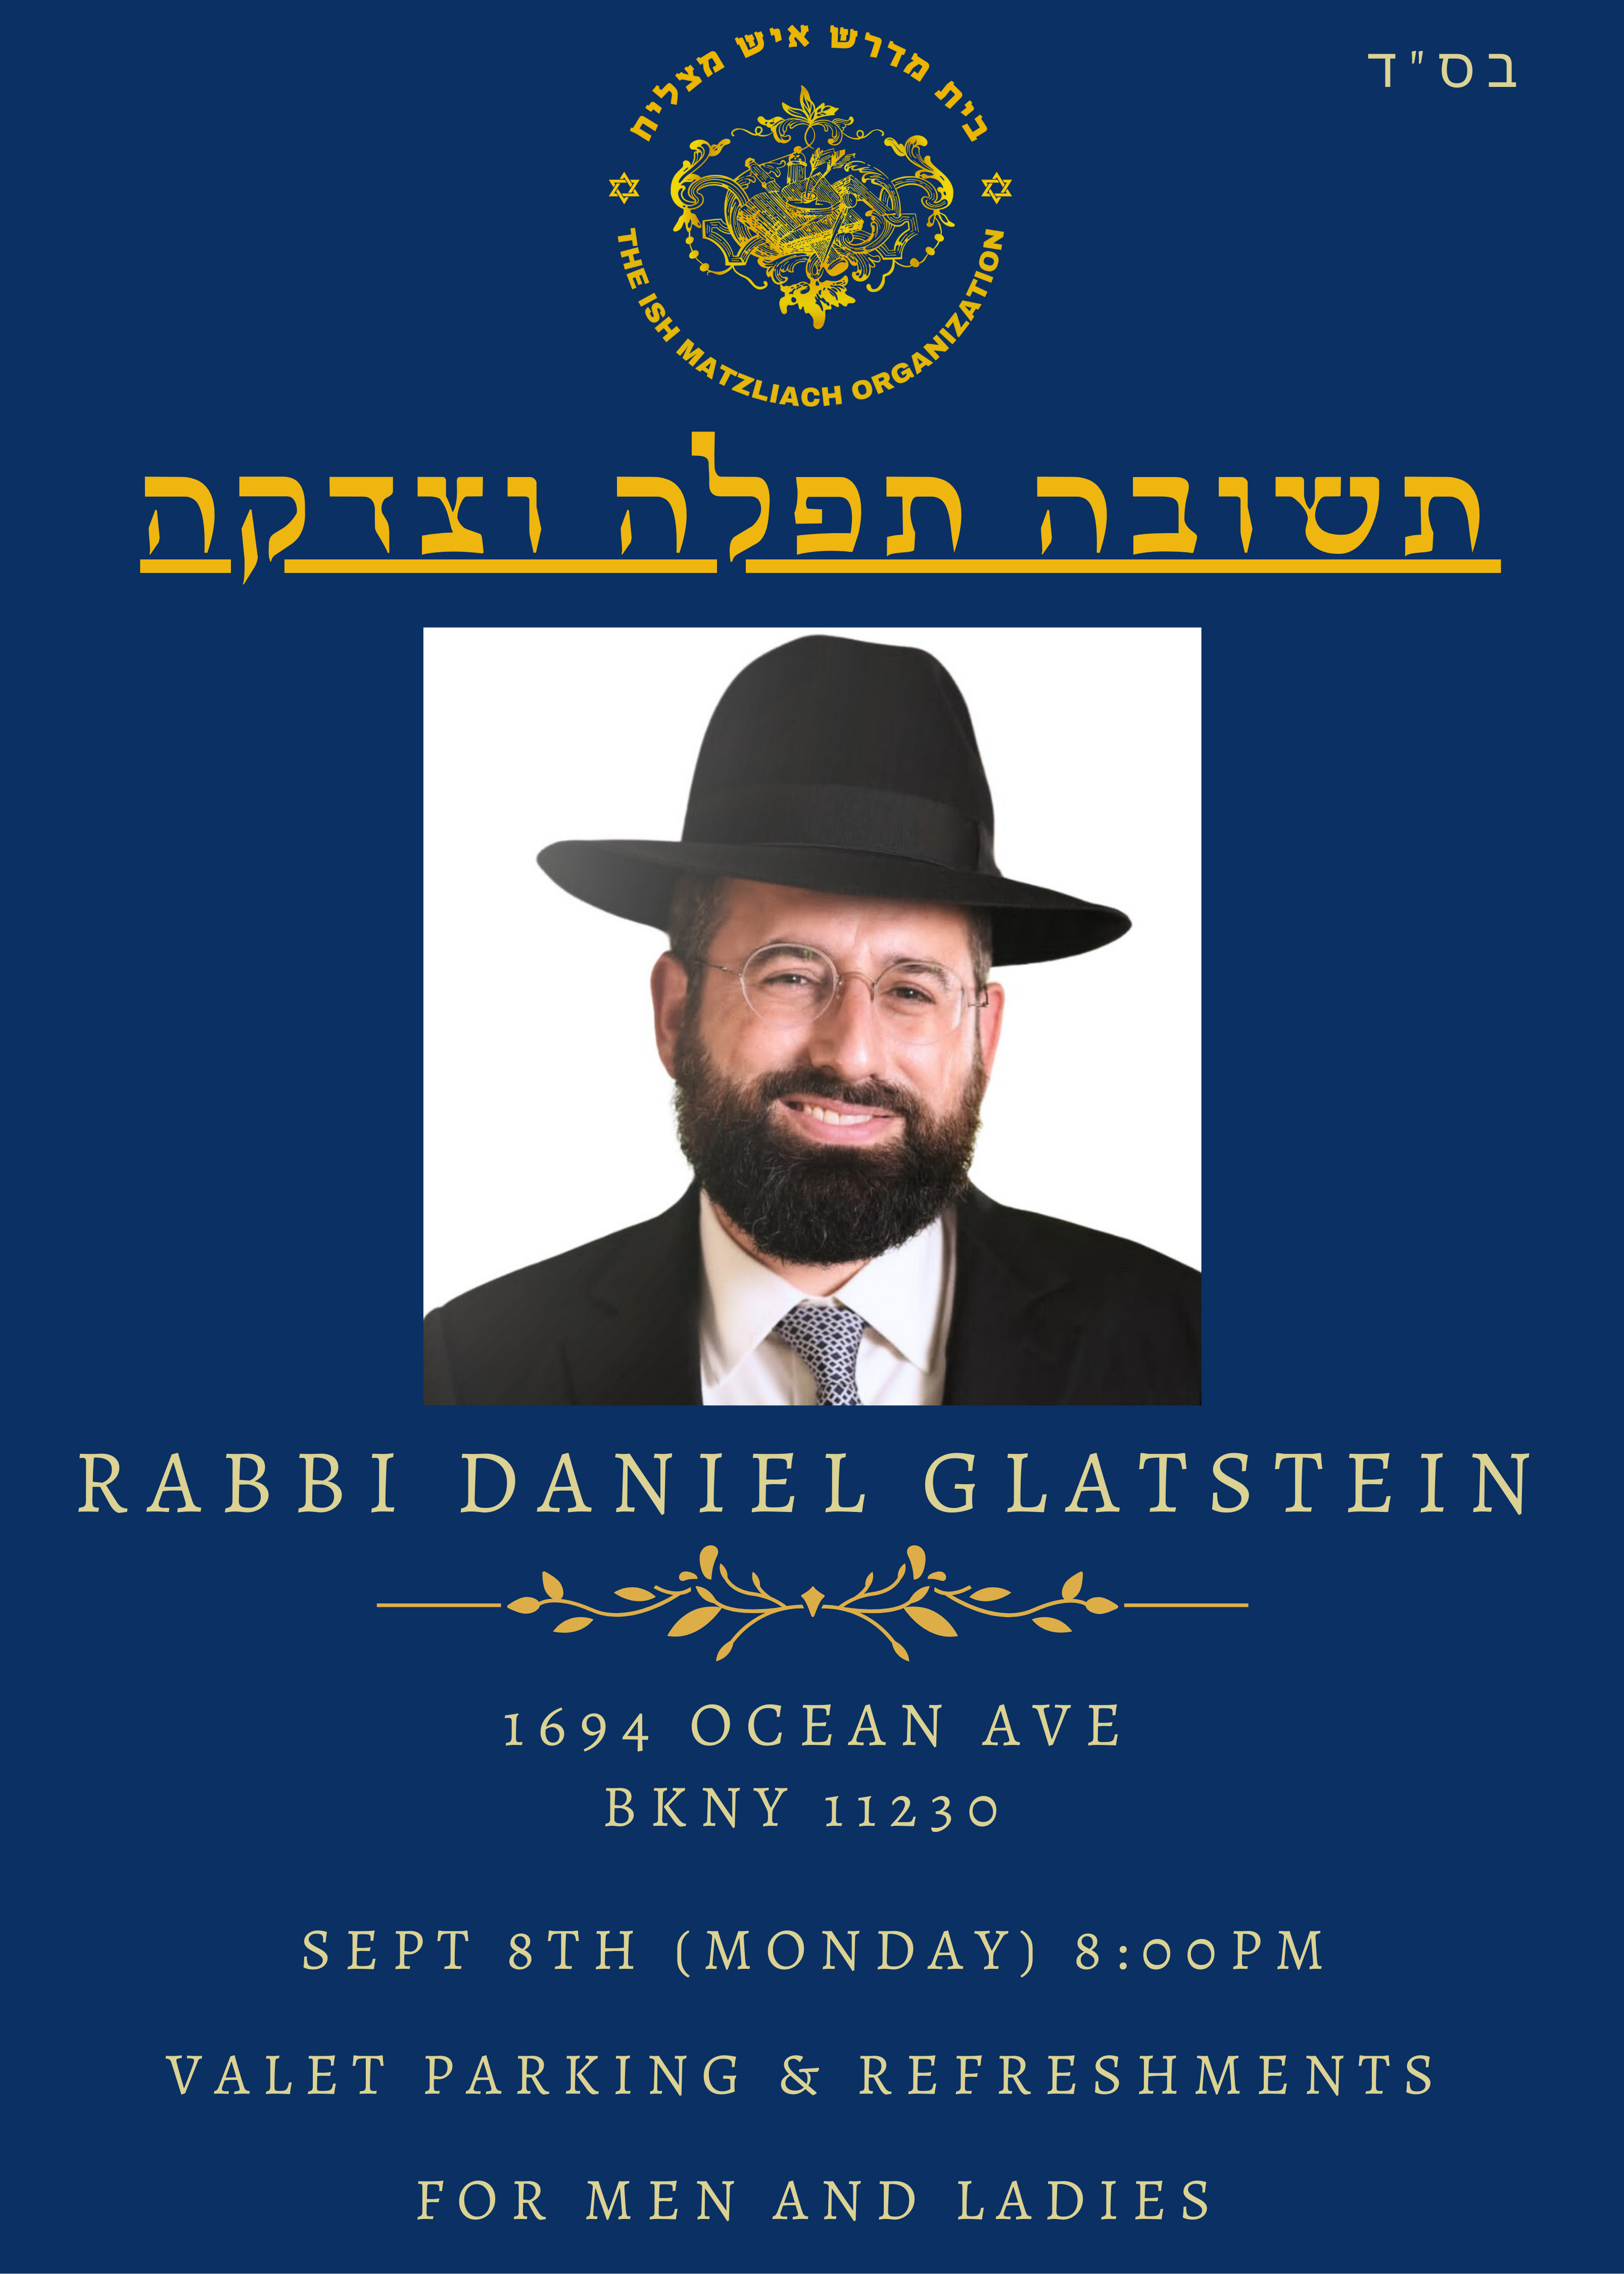 בס"ד
בית מדרש איש מצליח
THE ISH MATZLIACH ORGANIZATION
תשובה תפלה וצדקה
RABBI DANIEL GLATSTEIN
1694 OCEAN AVE
BKNY 11230
SEPT 8TH (MONDAY) 8:00PM
VALET PARKING & REFRESHMENTS
FOR MEN AND LADIES